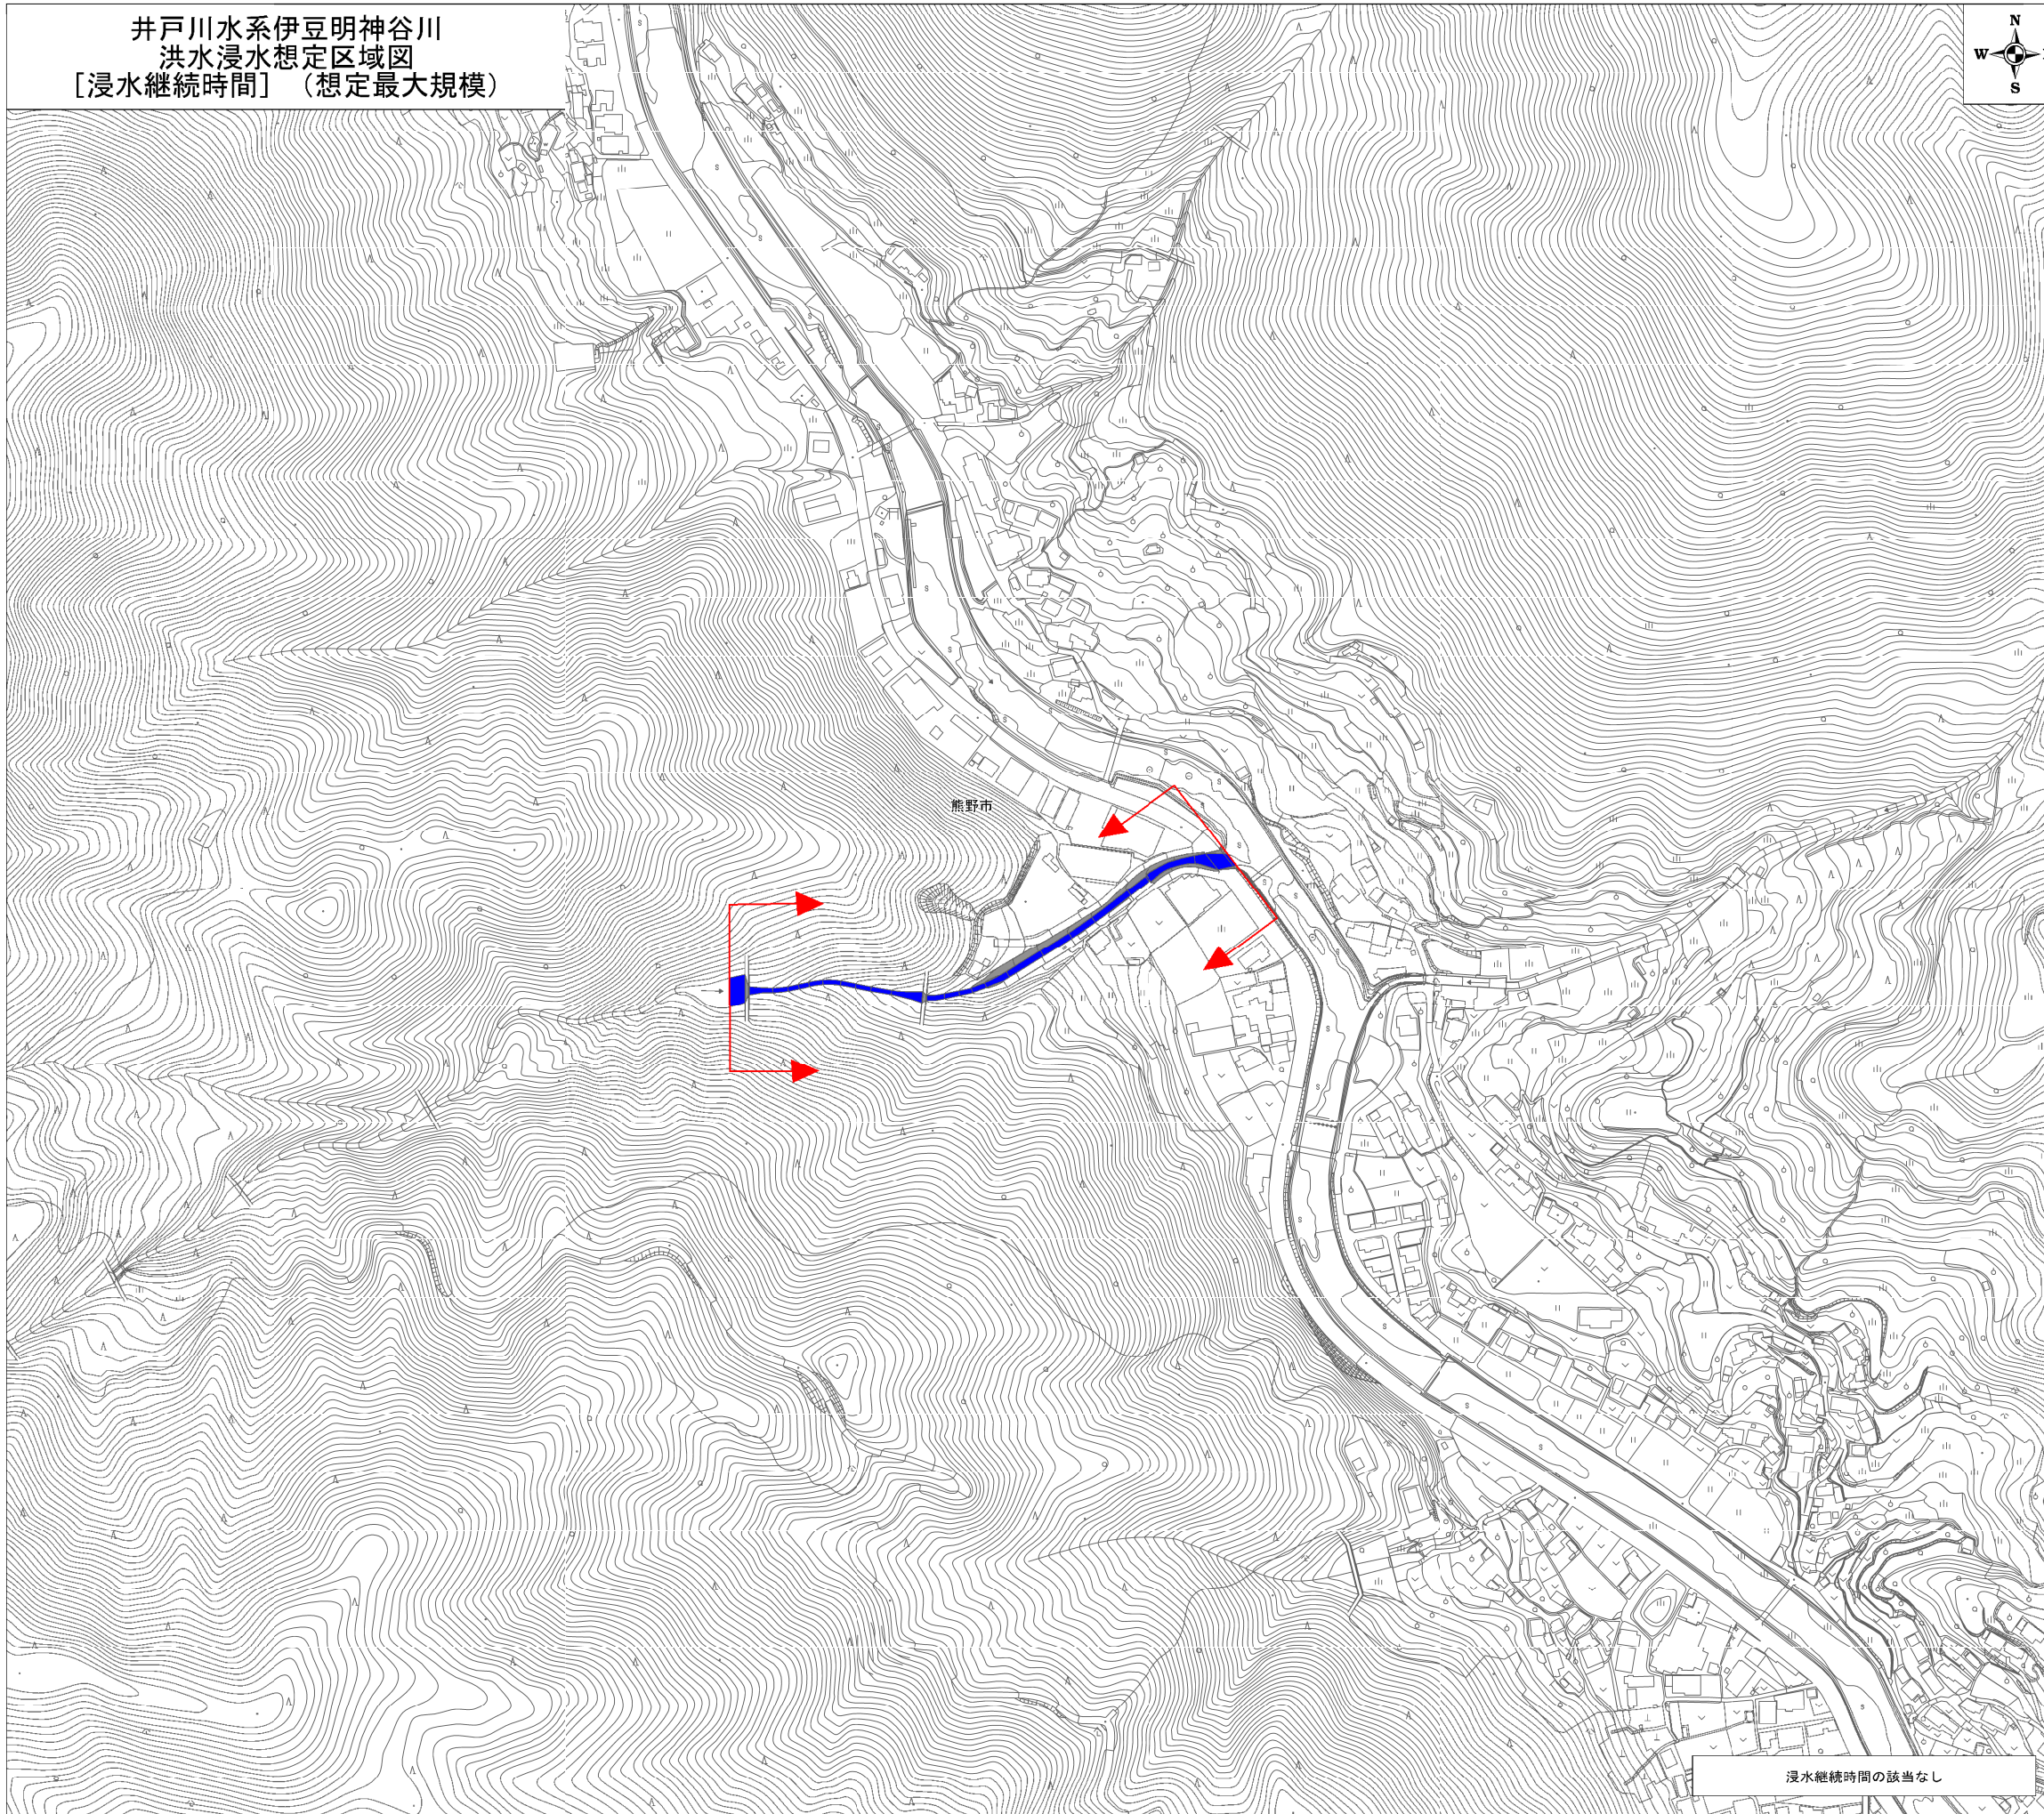 井戸川水系伊豆明神谷川
洪水浸水想定区域図
[浸水継続時間] (想定最大規模)
N
W
S
熊野市
浸水継続時間の該当なし